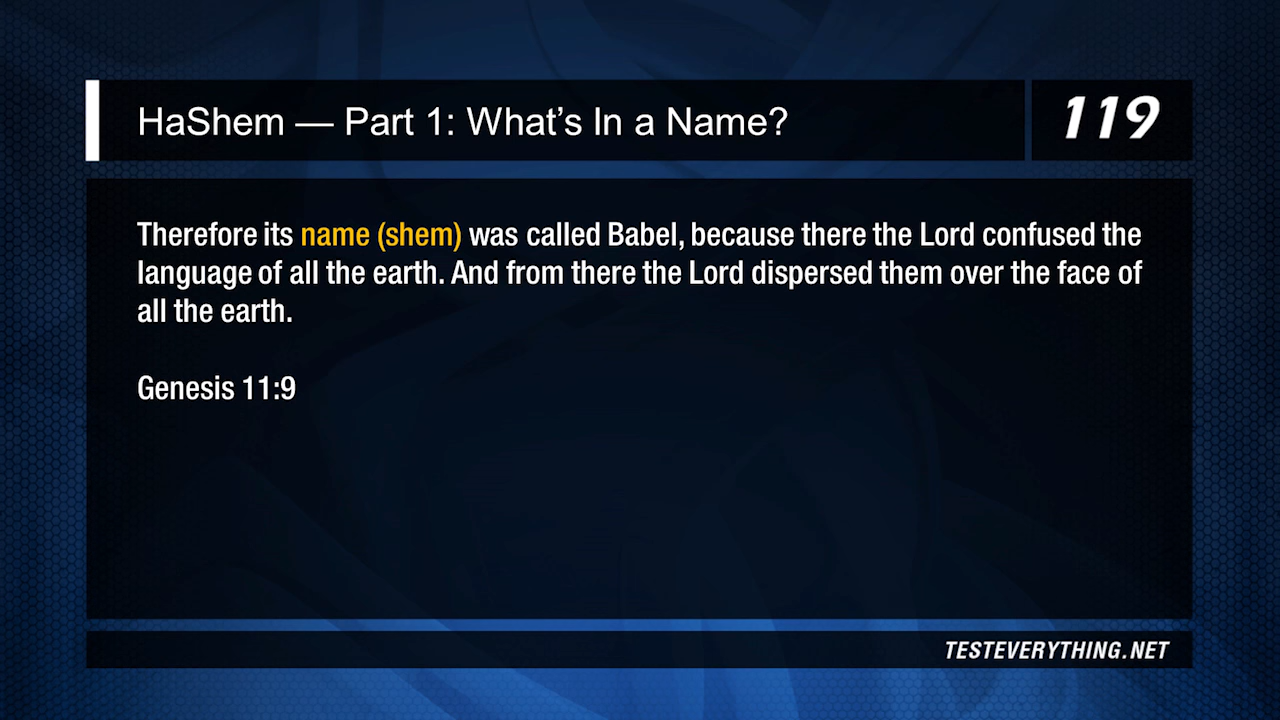 HaShem — Part 1: What’s In a Name?
119
Therefore its name (shem) was called Babel, because there the Lord confused the
language of all the earth. And from there the Lord dispersed them over the face of
all the earth.
Genesis 11:9
TESTEVERYTHING.NET